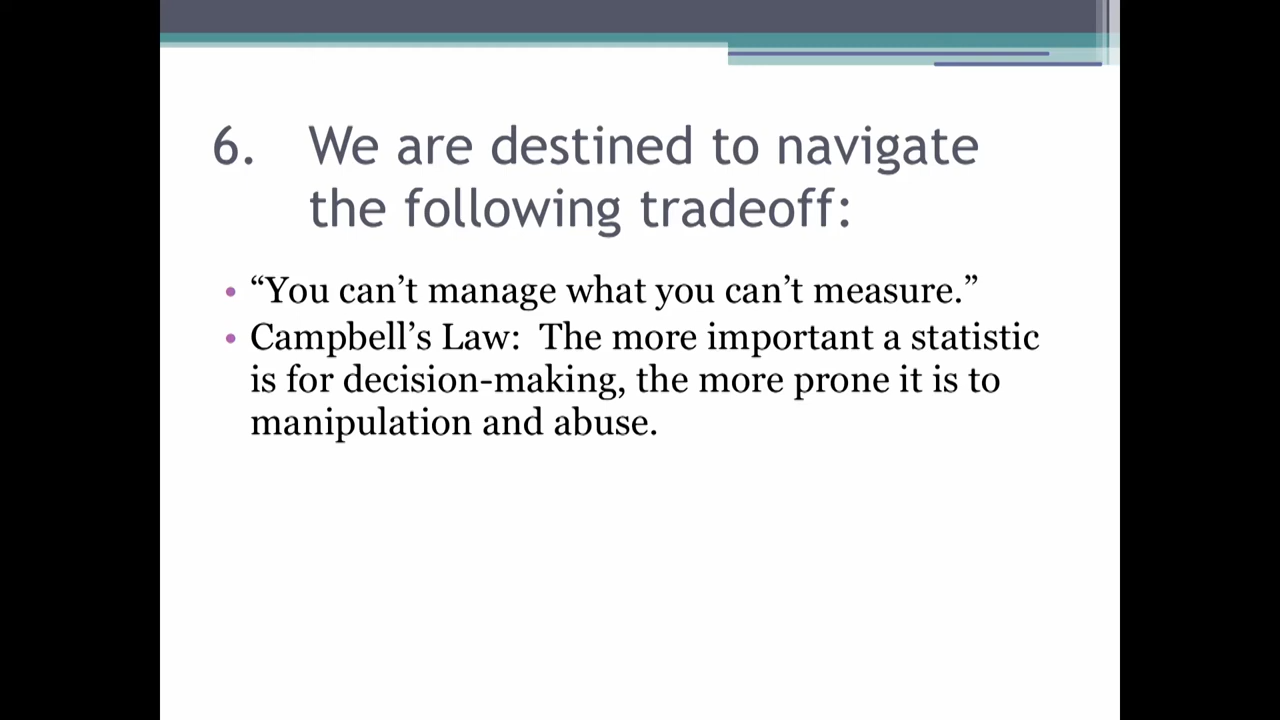 6. We are destined to navigate
the following tradeoff:
• “You can’t manage what you can’t measure.”
• Campbell’s Law:  The more important a statistic
is for decision-making, the more prone it is to
manipulation and abuse.